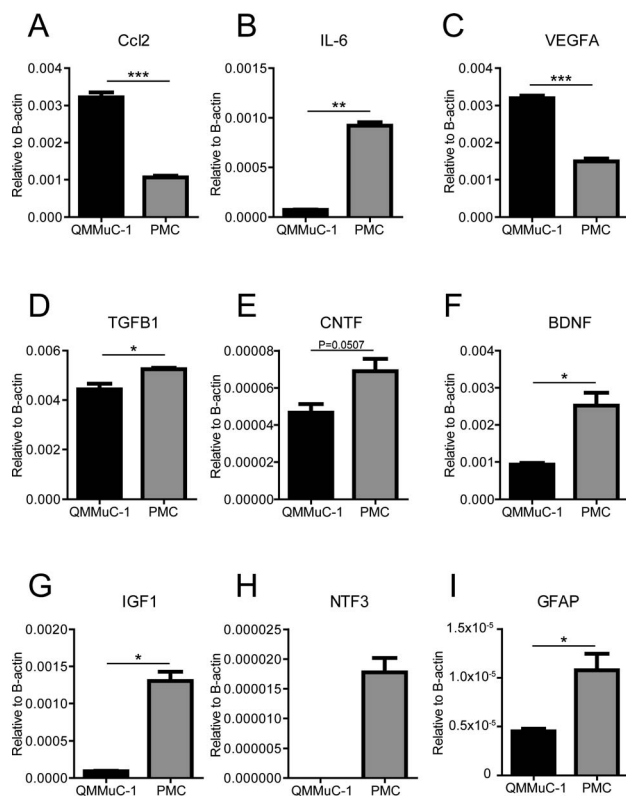 A
Ccl2
Relative to B-actin
0.004
0.003
0.002
0.001
0.000
***
QMMuC-1 PMC
B
IL-6
Relative to B-actin
0.0015
0.0010
0.0005
0.0000
**
QMMuC-1 PMC
C
VEGFA
Relative to B-actin
0.004
0.003
0.002
0.001
0.000
***
QMMuC-1 PMC
D
TGFB1
Relative to B-actin
0.006
0.004
0.002
0.000
*
QMMuC-1 PMC
E
CNTF
Relative to B-actin
0.00008
0.00006
0.00004
0.00002
0.00000
P=0.0507
QMMuC-1 PMC
F
BDNF
Relative to B-actin
0.004
0.003
0.002
0.001
0.000
*
QMMuC-1 PMC
G
IGF1
Relative to B-actin
0.0020
0.0015
0.0010
0.0005
0.0000
*
QMMuC-1 PMC
H
NTF3
Relative to B-actin
0.000025
0.000020
0.000015
0.000010
0.000005
0.000000
QMMuC-1 PMC
I
GFAP
Relative to B-actin
1.5x10-5
1.0x10-5
0.5x10-5
0
*
QMMuC-1 PMC